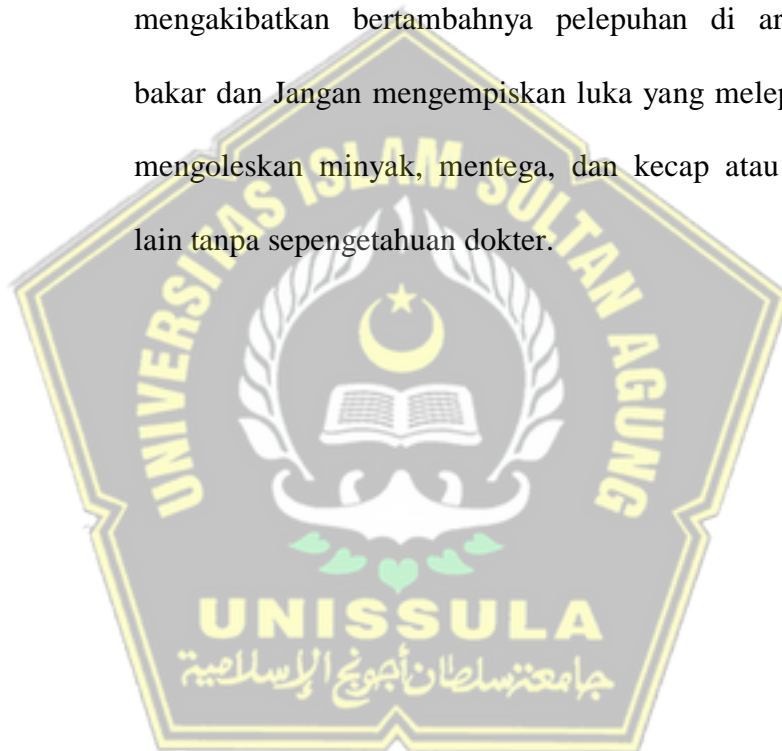 mengakibatkan bertambahnya pelepuhan di
bakar dan Jangan mengempiskan luka yang
mengoleskan minyak, mentega, dan kecap atau
lain tanpa sepengetahuan dokter.
UNIVERSITAS ISLAM SULTAN AGUNG
UNISSULA
جامعة سلطان أجونج الإسلامية